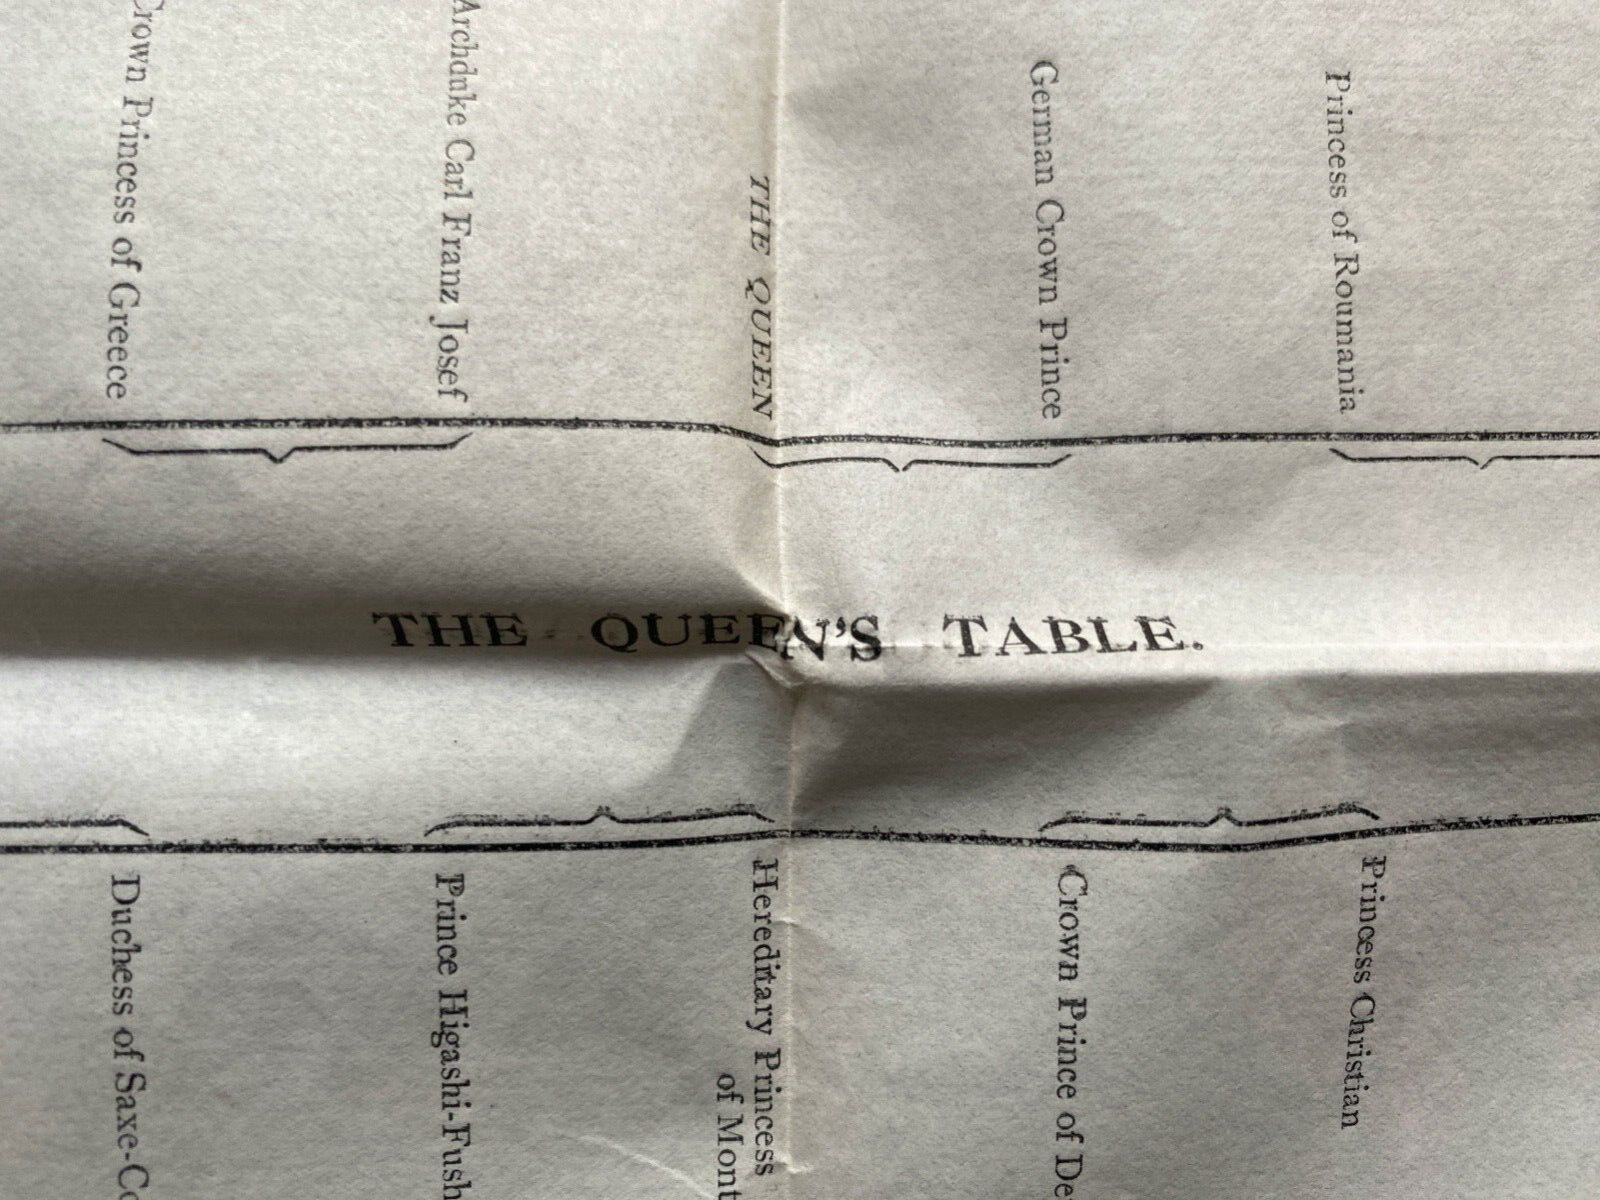 Crown Princess of Greece
Archduke Carl Franz Josef
THE QUEEN
German Crown Prince
Princess of Roumania
THE QUEEN'S TABLE.
Duchess of Saxe-Co
Prince Higashi-Fush
Hereditary Princess
of Mont
Crown Prince of De
Princess Christian